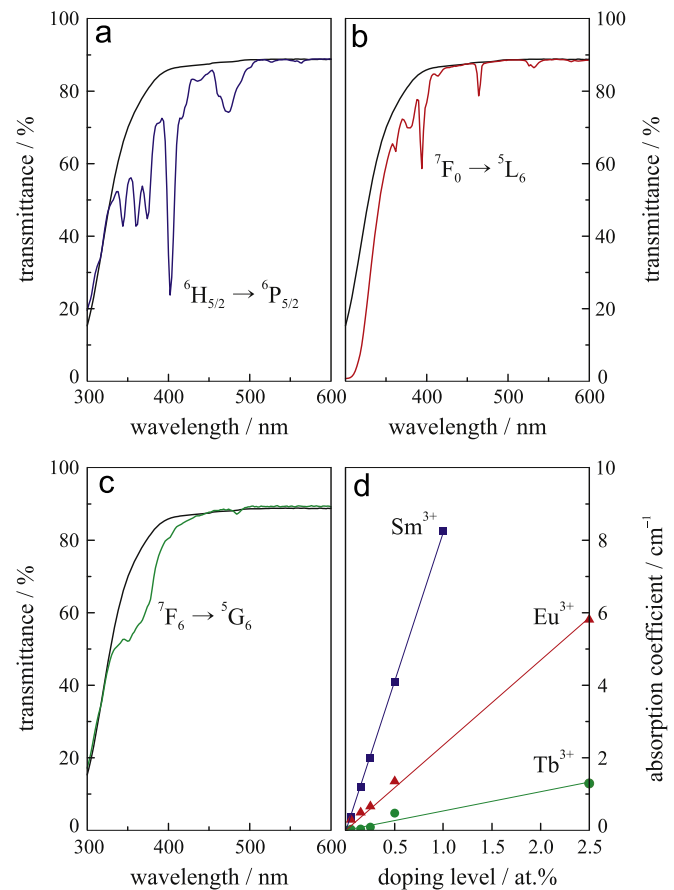 a
100
80
60
40
20
0
transmittance / %
⁶H₅/₂ → ⁶P₅/₂
300 400 500 600
wavelength / nm
b
100
80
60
40
20
0
transmittance / %
⁷F₀ → ⁵L₆
400 500 600
wavelength / nm
c
100
80
60
40
20
0
transmittance / %
⁷F₆ → ⁵G₆
300 400 500 600
wavelength / nm
d
10
8
6
4
2
0
absorption coefficient / cm⁻¹
Sm³⁺
Eu³⁺
Tb³⁺
0.5 1.0 1.5 2.0 2.5
doping level / at.%